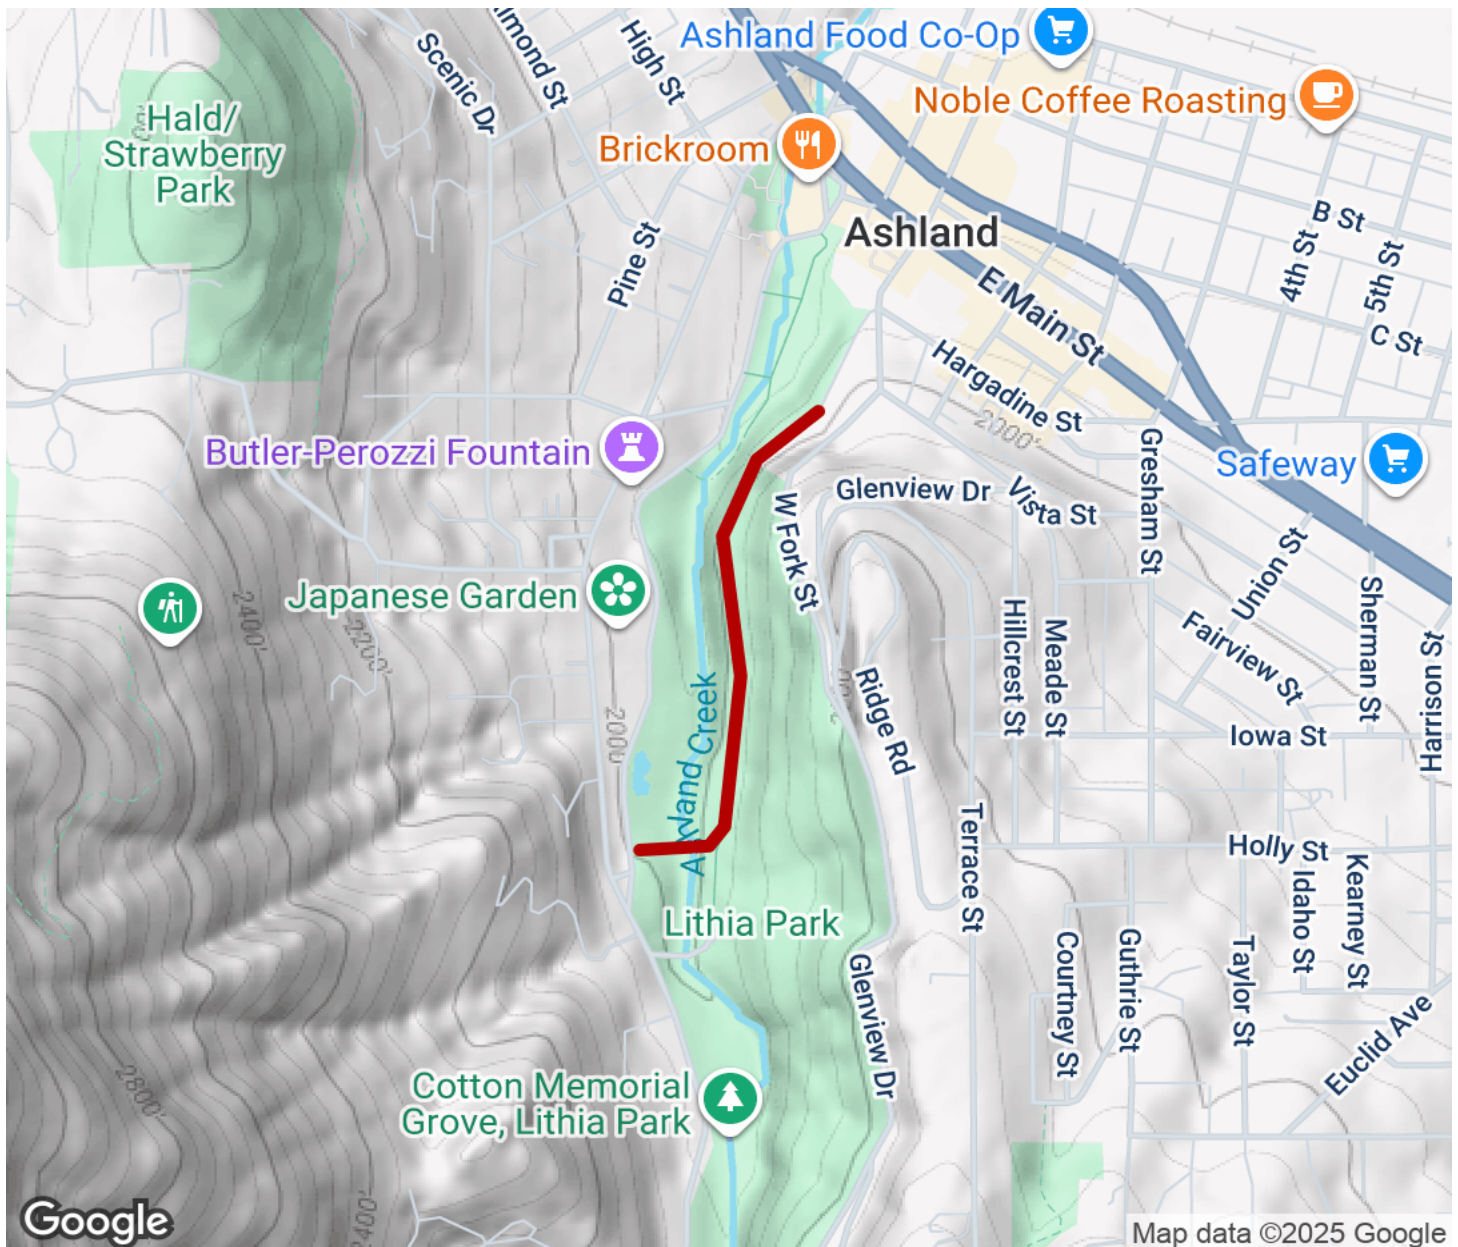 Ashland Food Co-Op
Noble Coffee Roasting
Brickroom
Hald/
Strawberry
Park
Scenic Dr
High St
Pine St
Ashland
E Main St
B St
4th St
5th St
C St
Hargadine St
2000'
Butler-Perozzi Fountain
Safeway
Glenview Dr
Vista St
Gresham St
W Fork St
Union St
Japanese Garden
2400'
2200'
Hillcrest St
Meade St
Fairview St
Sherman St
Harrison St
Ridge Rd
2000
Ashland Creek
Iowa St
Terrace St
Holly St
Idaho St
Kearney St
Lithia Park
Glenview Dr
Courtney St
Guthrie St
Taylor St
Euclid Ave
2800'
Cotton Memorial
Grove, Lithia Park
Google
Map data ©2025 Google